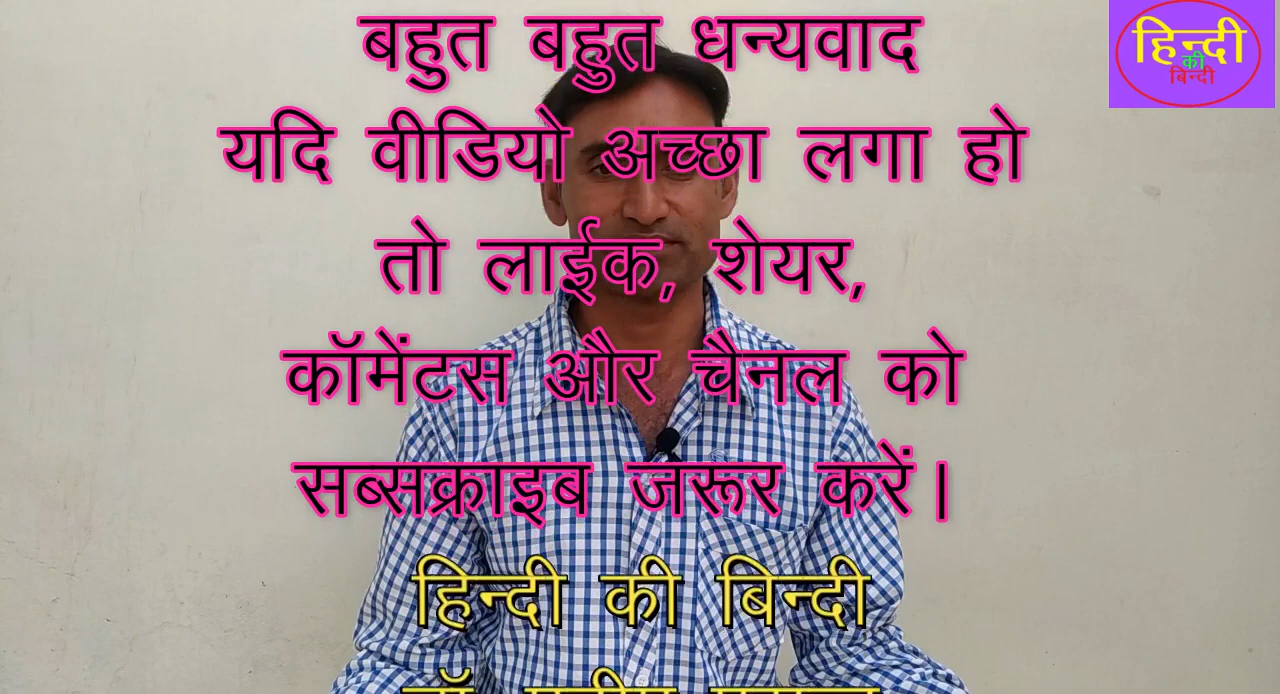 बहुत बहुत धन्यवाद
यदि वीडियो अच्छा लगा हो
तो लाईक, शेयर,
कॉमेंटस और चैनल को
सब्सक्राइब जरूर करें।
हिन्दी की बिन्दी
हिन्दी
की
बिन्दी